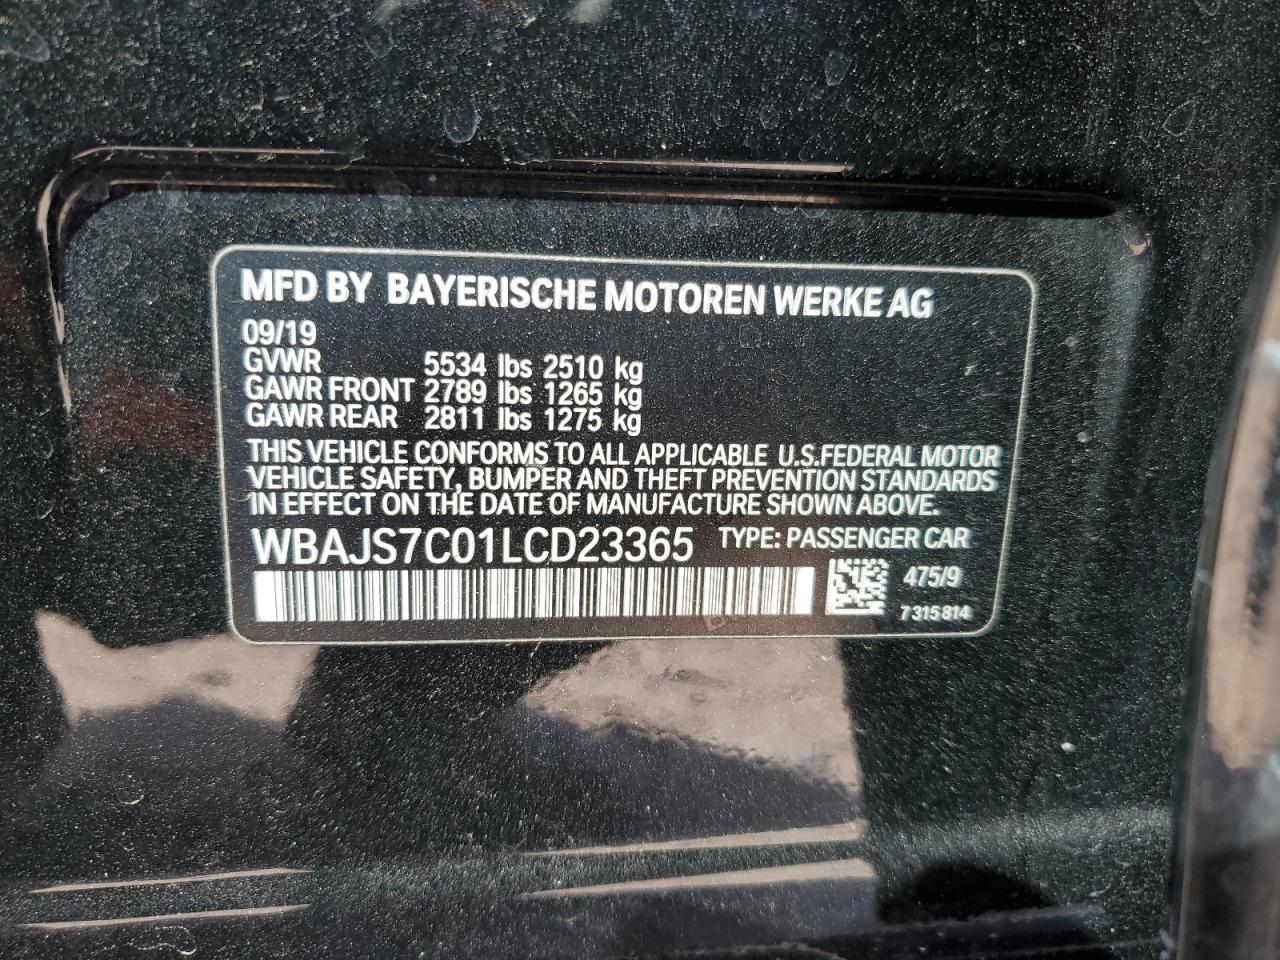 MFD BY BAYERISCHE MOTOREN WERKE AG
09/19
GVWR 5534 lbs 2510 kg
GAWR FRONT 2789 lbs 1265 kg
GAWR REAR 2811 lbs 1275 kg
THIS VEHICLE CONFORMS TO ALL APPLICABLE U.S.FEDERAL MOTOR
VEHICLE SAFETY, BUMPER AND THEFT PREVENTION STANDARDS
IN EFFECT ON THE DATE OF MANUFACTURE SHOWN ABOVE.
WBAJS7C01LCD23365 TYPE: PASSENGER CAR
475/9
7315814